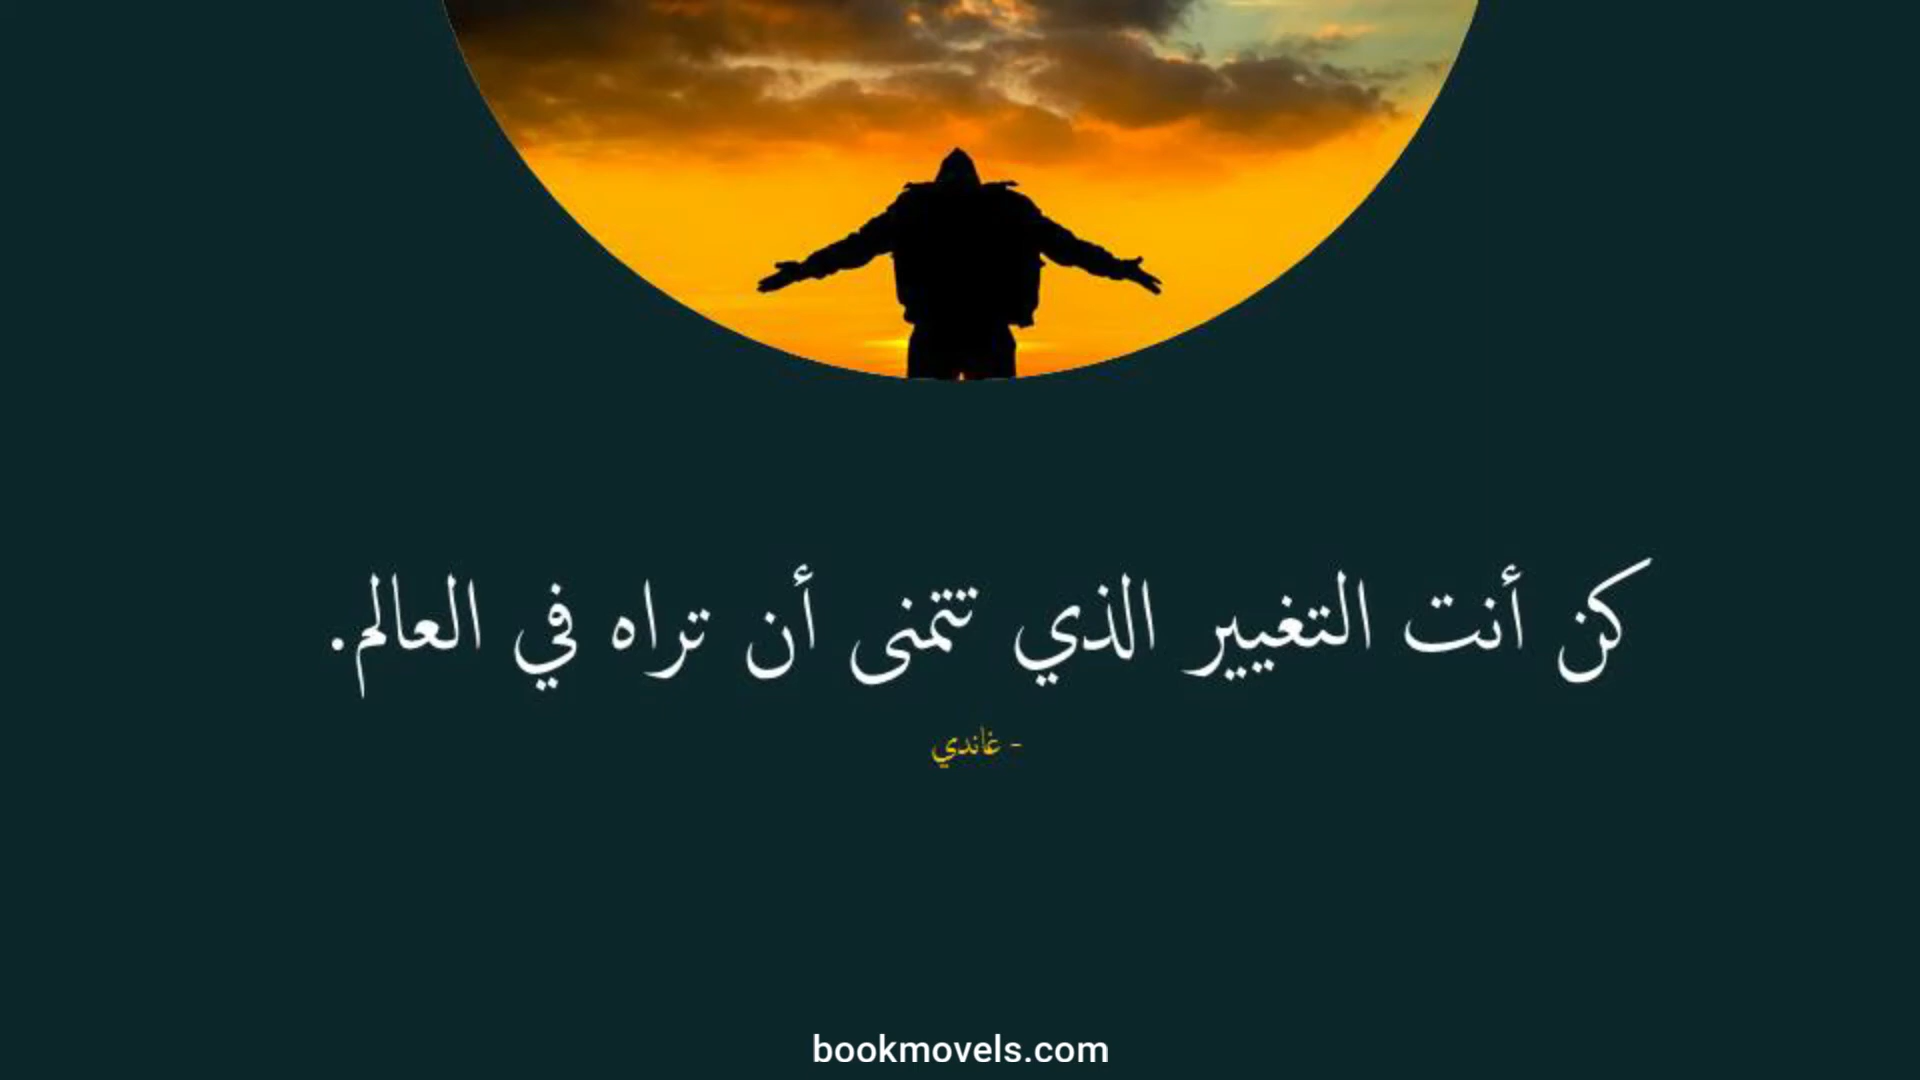 كن أنت التغيير الذي تتمنى أن تراه في العالم.
- غاندي
bookmovels.com